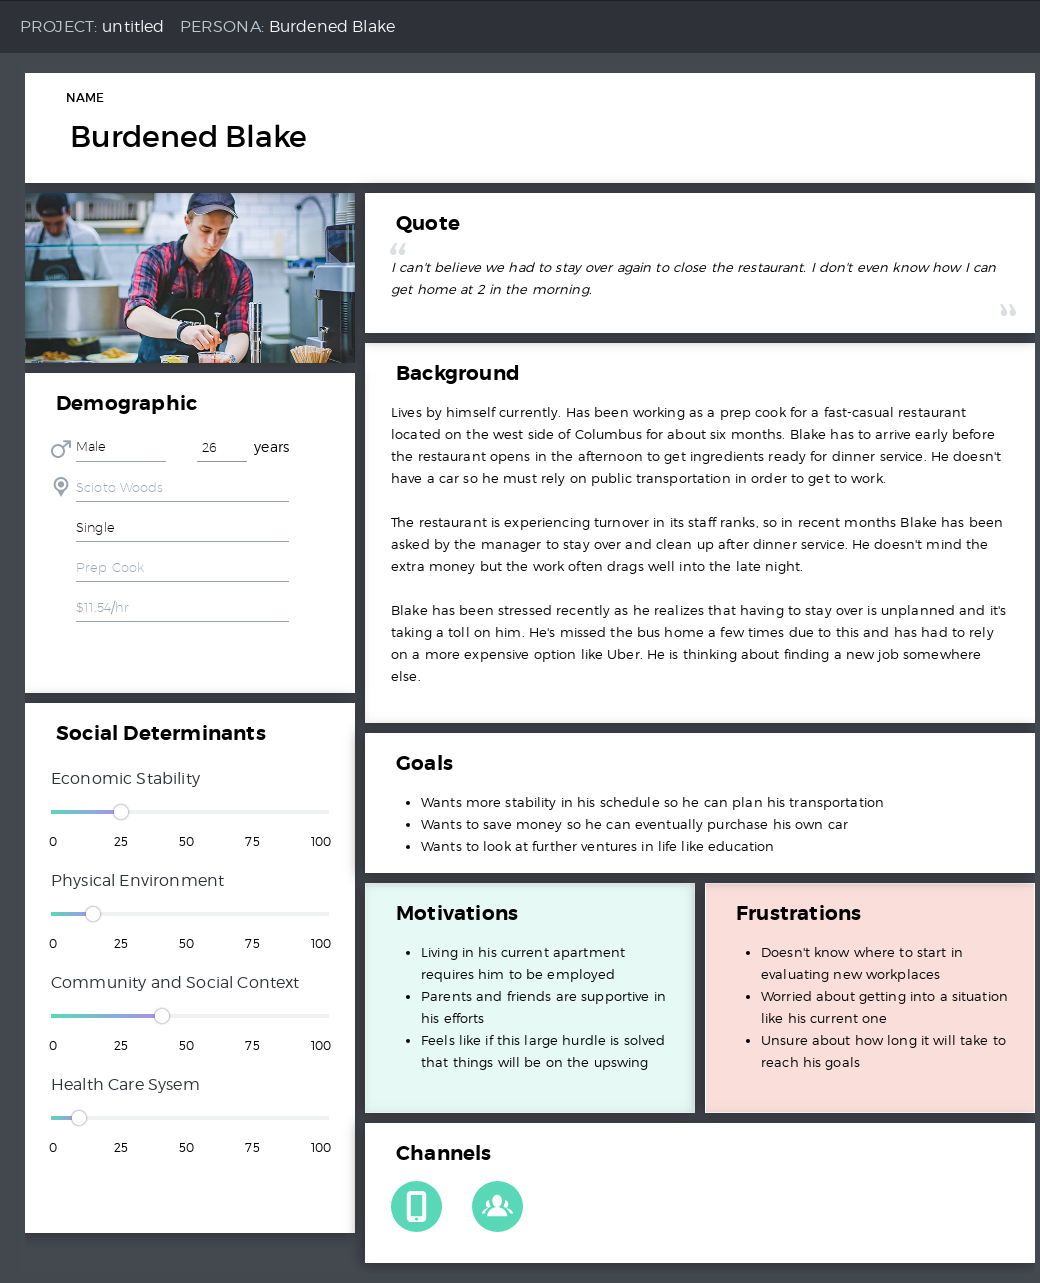 PROJECT: untitled PERSONA: Burdened Blake
NAME
Burdened Blake
Quote
“
I can't believe we had to stay over again to close the restaurant. I don't even know how I can
get home at 2 in the morning.
”
Demographic
Male 26 years
Scioto Woods
Single
Prep Cook
$11.54/hr
Background
Lives by himself currently. Has been working as a prep cook for a fast-casual restaurant
located on the west side of Columbus for about six months. Blake has to arrive early before
the restaurant opens in the afternoon to get ingredients ready for dinner service. He doesn't
have a car so he must rely on public transportation in order to get to work.
The restaurant is experiencing turnover in its staff ranks, so in recent months Blake has been
asked by the manager to stay over and clean up after dinner service. He doesn't mind the
extra money but the work often drags well into the late night.
Blake has been stressed recently as he realizes that having to stay over is unplanned and it's
taking a toll on him. He's missed the bus home a few times due to this and has had to rely
on a more expensive option like Uber. He is thinking about finding a new job somewhere
else.
Social Determinants
Economic Stability
0 25 50 75 100
Physical Environment
0 25 50 75 100
Community and Social Context
0 25 50 75 100
Health Care Sysem
0 25 50 75 100
Goals
• Wants more stability in his schedule so he can plan his transportation
• Wants to save money so he can eventually purchase his own car
• Wants to look at further ventures in life like education
Motivations
• Living in his current apartment
requires him to be employed
• Parents and friends are supportive in
his efforts
• Feels like if this large hurdle is solved
that things will be on the upswing
Frustrations
• Doesn't know where to start in
evaluating new workplaces
• Worried about getting into a situation
like his current one
• Unsure about how long it will take to
reach his goals
Channels